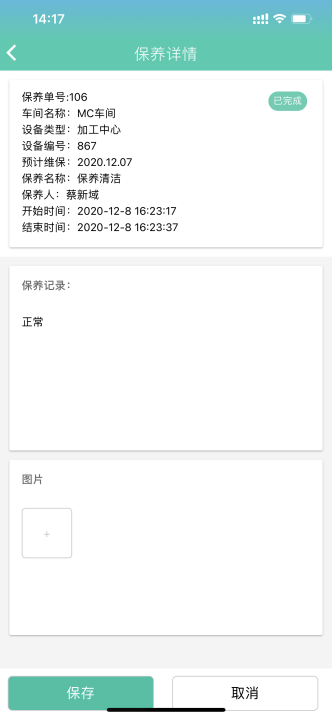 14:17
保养详情
保养单号:106
已完成
车间名称：MC车间
设备类型：加工中心
设备编号：867
预计维保：2020.12.07
保养名称：保养清洁
保养人：蔡新域
开始时间：2020-12-8 16:23:17
结束时间：2020-12-8 16:23:37
保养记录：
正常
图片
+
保存
取消